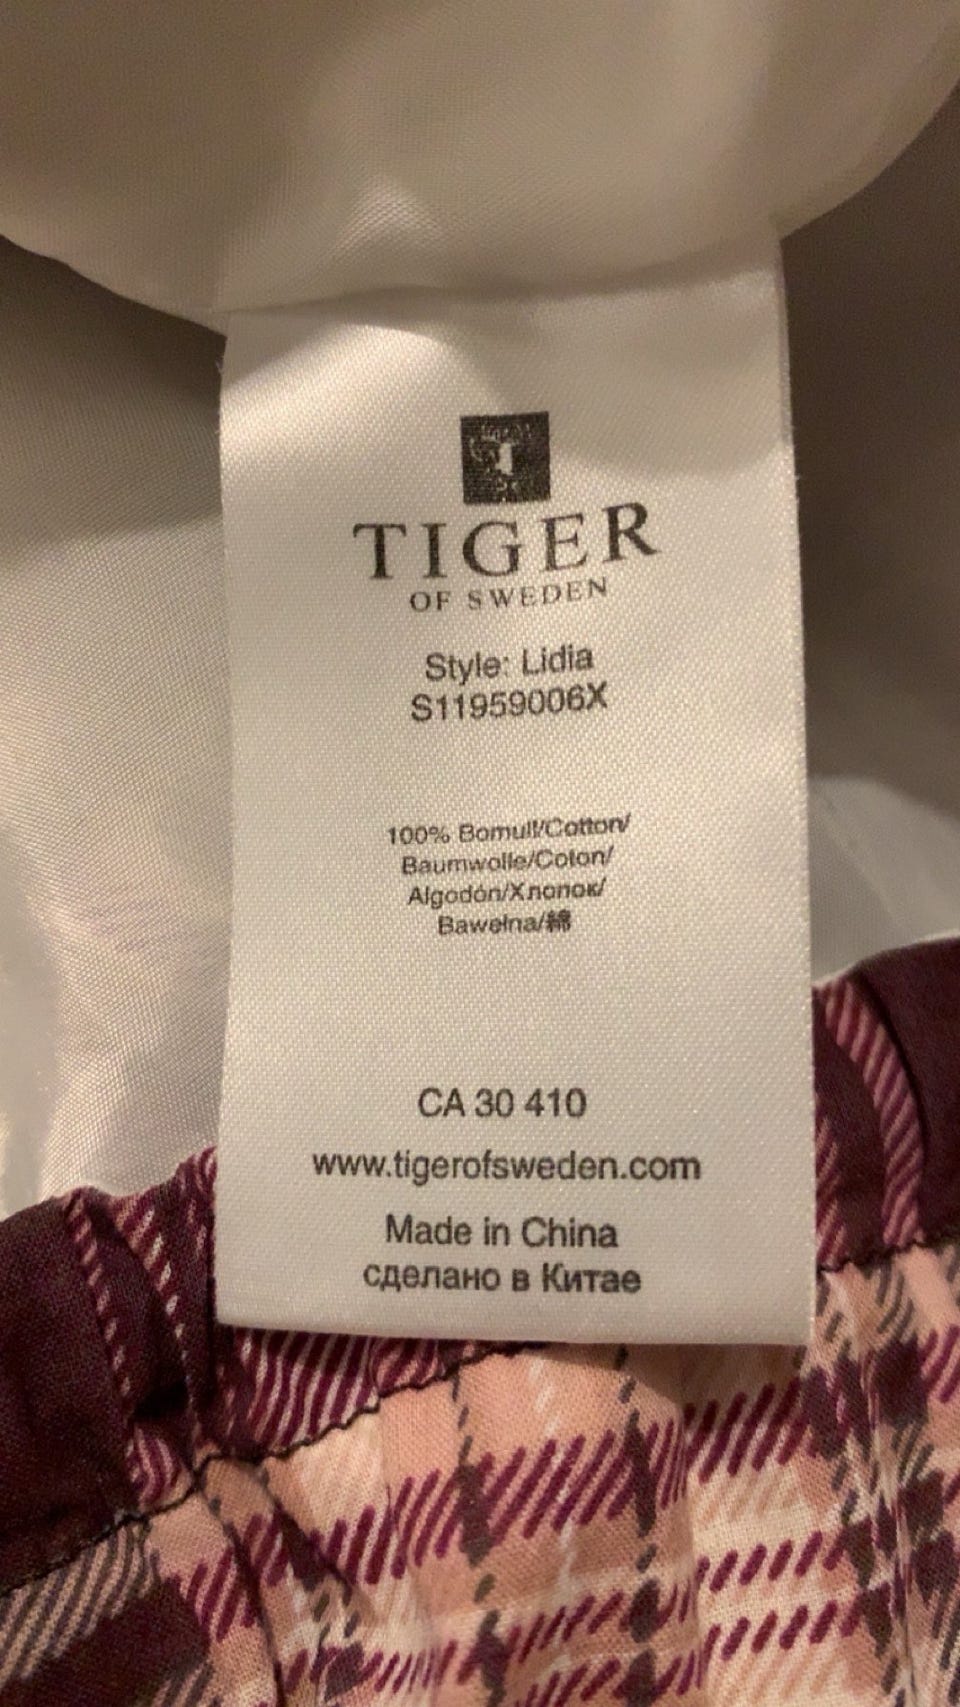 TIGER
OF SWEDEN
Style: Lidia
S11959006X
100% Bomull/Cotton/
Baumwolle/Coton/
Algodón/Хлопок/
Bawełna/綿
CA 30 410
www.tigerofsweden.com
Made in China
сделано в Китае